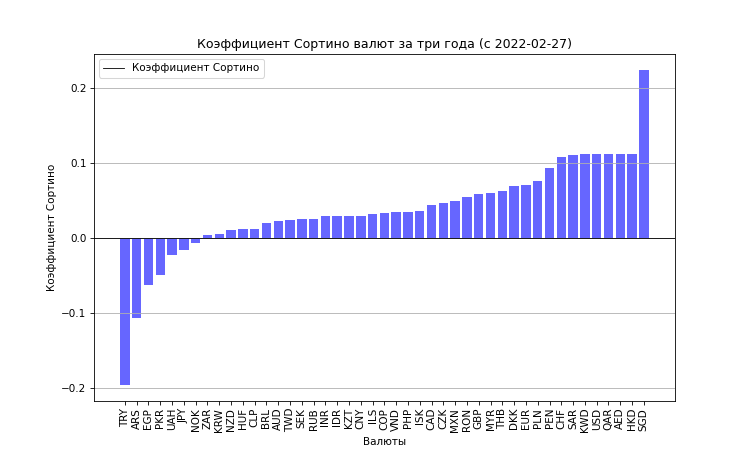 Коэффициент Сортино валют за три года (с 2022-02-27)
Коэффициент Сортино
Коэффициент Сортино
0.2
0.1
0.0
−0.1
−0.2
TRY ARS EGP PKR UAH JPY NOK ZAR KRW NZD HUF CLP BRL AUD TWD SEK RUB INR IDR KZT CNY ILS COP VND PHP ISK CAD CZK MXN RON GBP MYR THB DKK EUR PLN PEN CHF SAR KWD USD QAR AED HKD SGD
Валюты